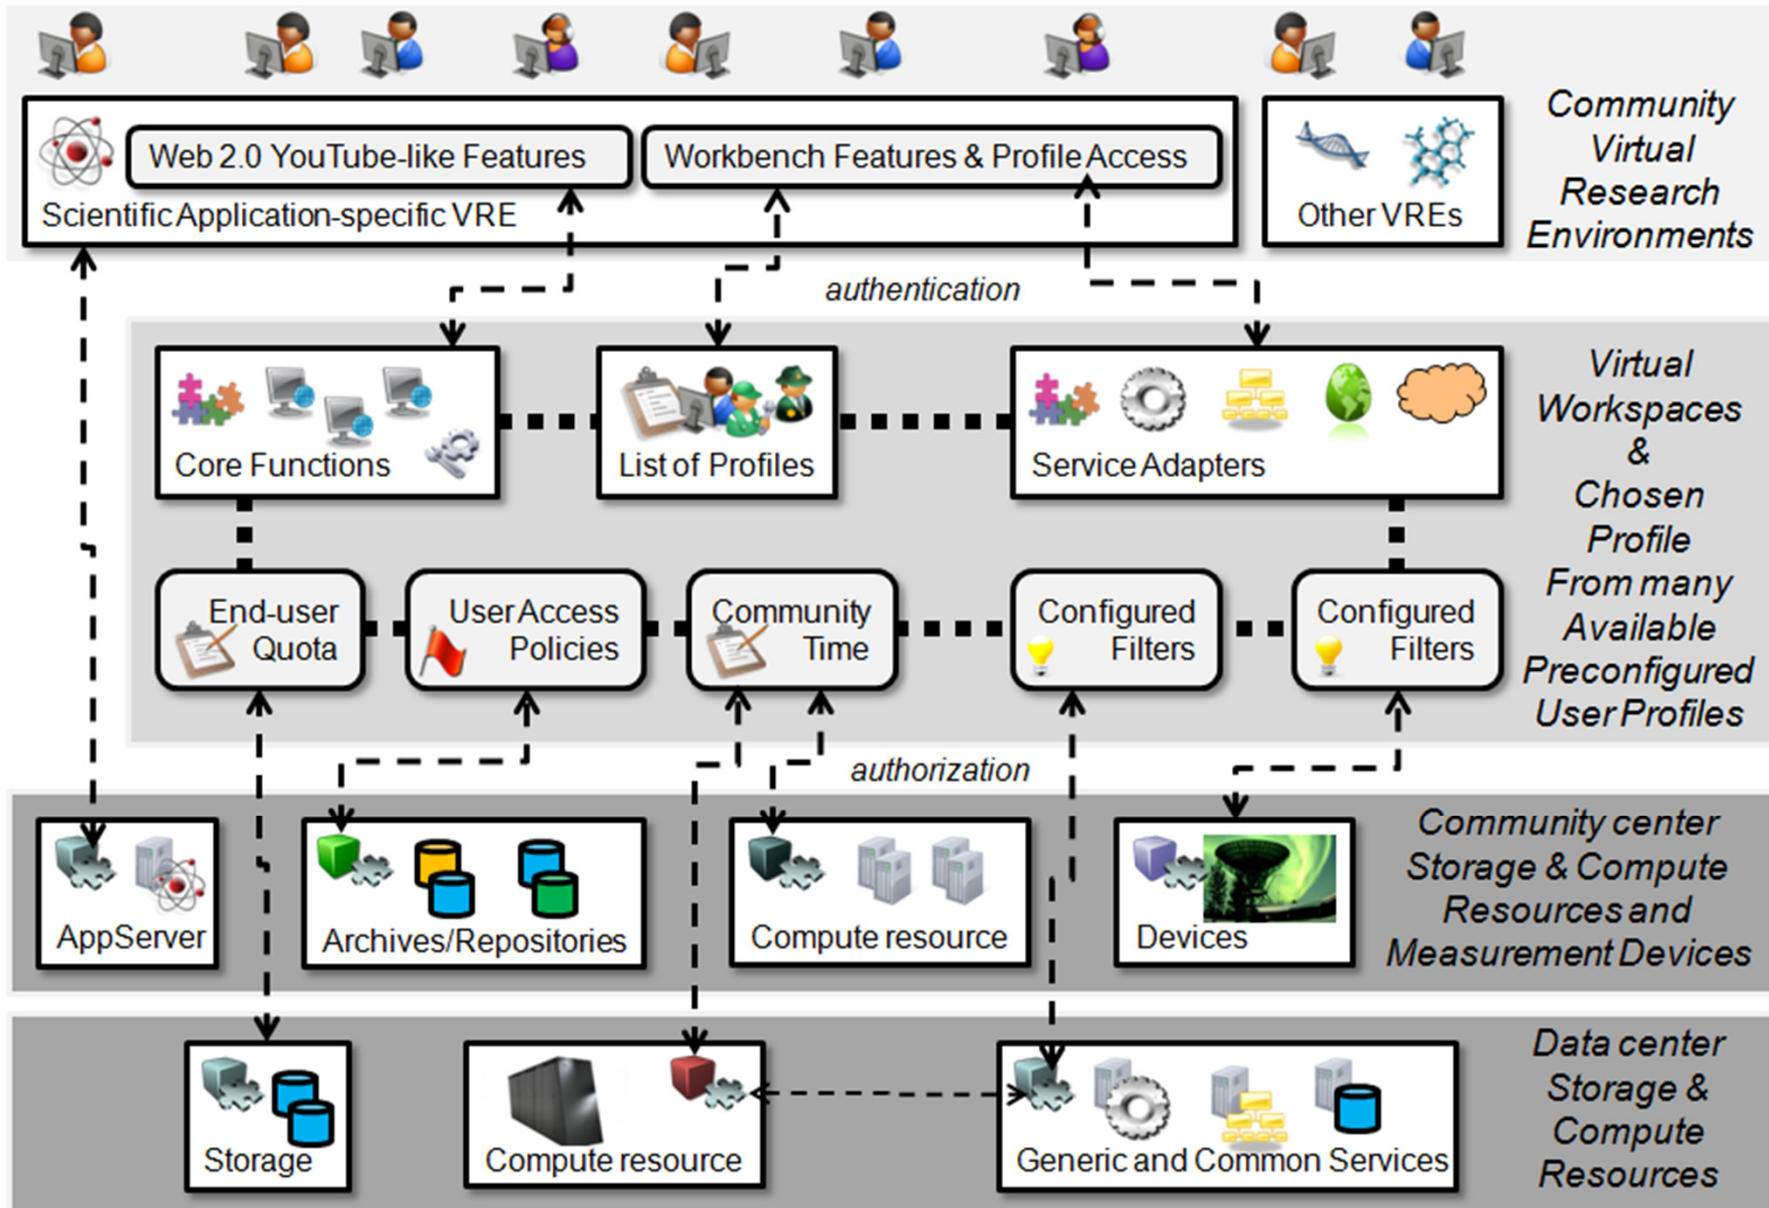 Web 2.0 YouTube-like Features
Workbench Features & Profile Access
Scientific Application-specific VRE
Other VREs
Community
Virtual
Research
Environments
authentication
Core Functions
List of Profiles
Service Adapters
End-user
Quota
User Access
Policies
Community
Time
Configured
Filters
Configured
Filters
Virtual
Workspaces
&
Chosen
Profile
From many
Available
Preconfigured
User Profiles
authorization
AppServer
Archives/Repositories
Compute resource
Devices
Community center
Storage & Compute
Resources and
Measurement Devices
Storage
Compute resource
Generic and Common Services
Data center
Storage &
Compute
Resources